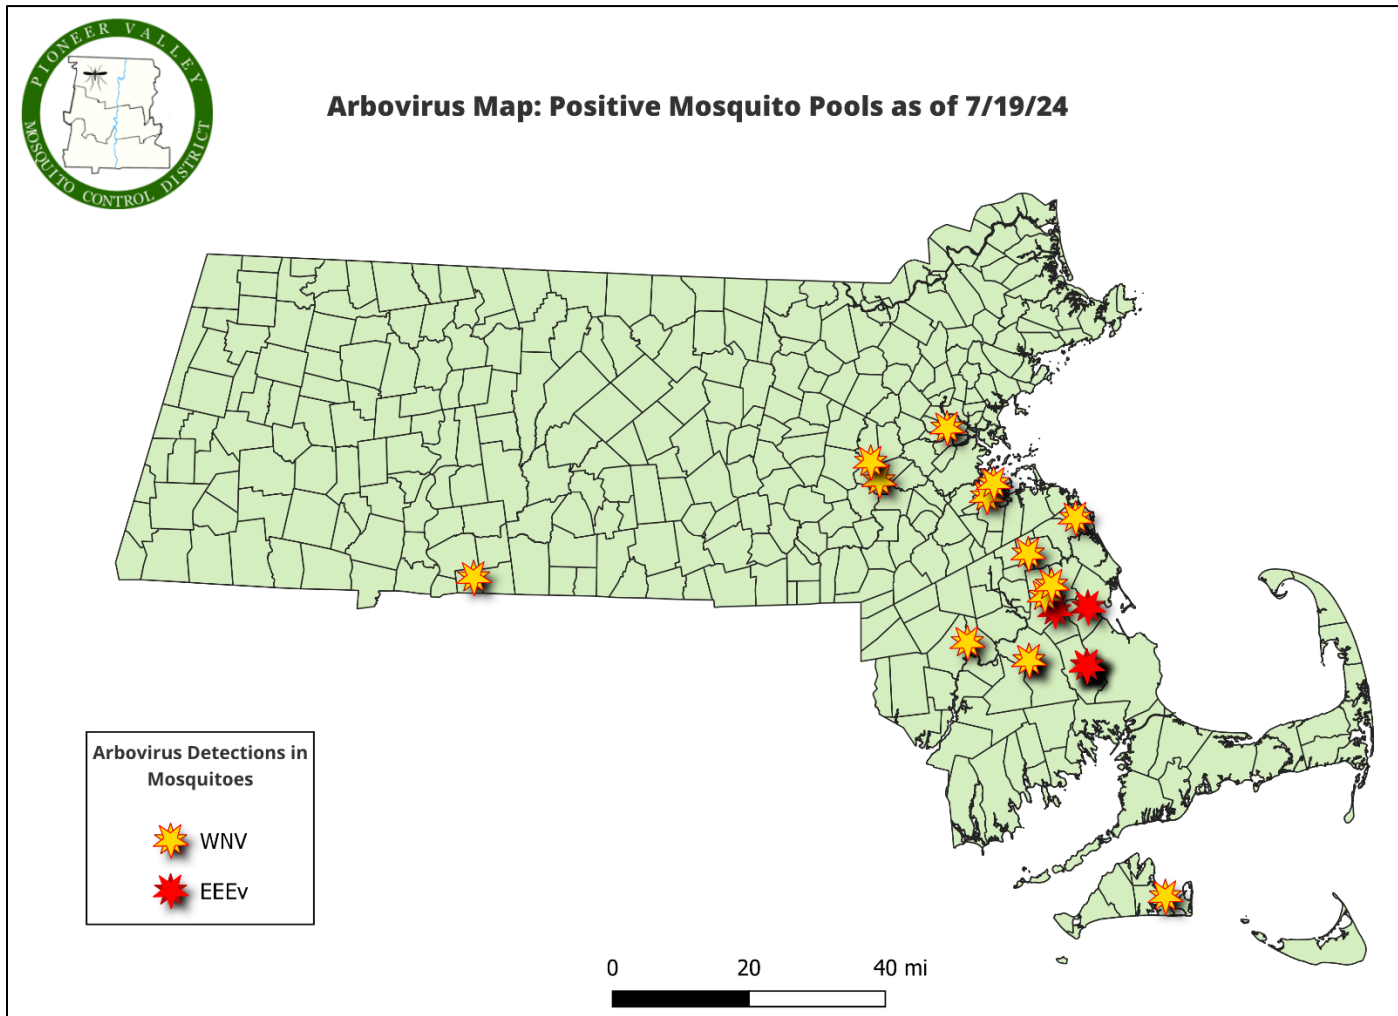 PIONEER VALLEY
MOSQUITO CONTROL DISTRICT
Arbovirus Map: Positive Mosquito Pools as of 7/19/24
Arbovirus Detections in
Mosquitoes
WNV
EEEv
0 20 40 mi